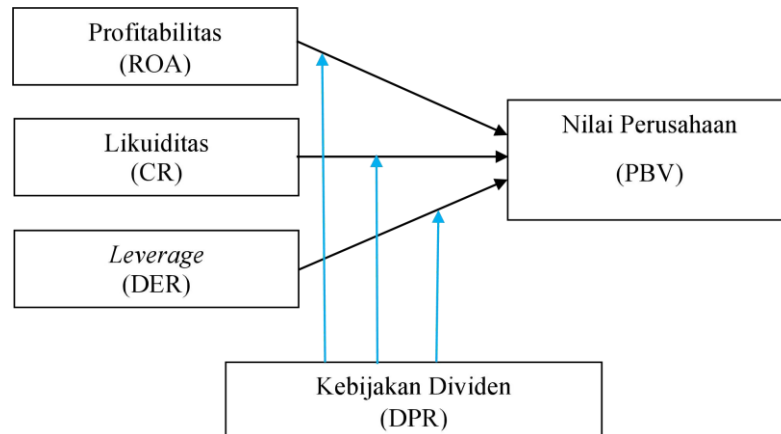 Profitabilitas
(ROA)
Likuiditas
(CR)
Leverage
(DER)
Nilai Perusahaan
(PBV)
Kebijakan Dividen
(DPR)